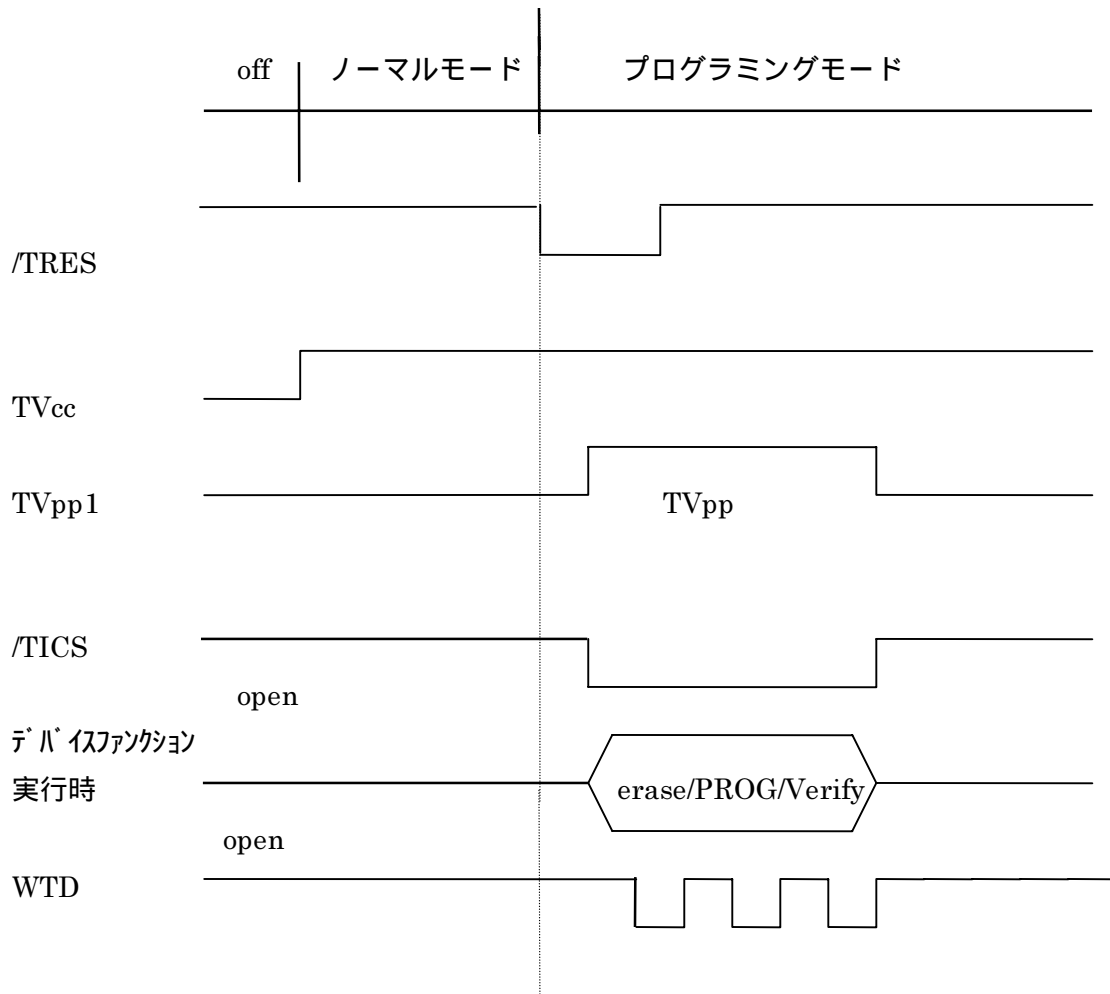 off ノーマルモード プログラミングモード
/TRES
TVcc
TVpp1 TVpp
/TICS
open
ﾃﾞﾊﾞｲｽﾌｧﾝｸｼｮﾝ
実行時 erase/PROG/Verify
open
WTD